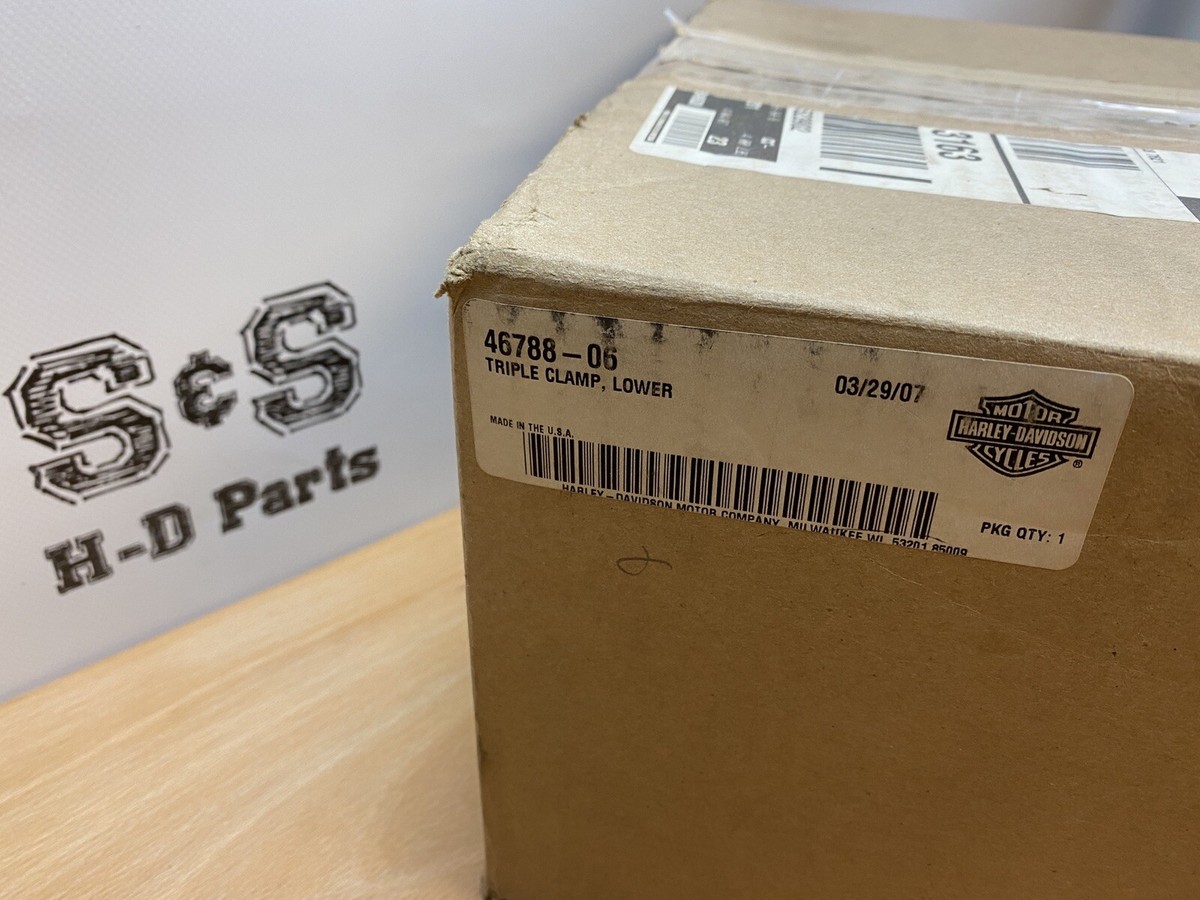 S&S
H-D Parts
3163
46788-06
TRIPLE CLAMP, LOWER
03/29/07
MADE IN THE U.S.A.
MOTOR
HARLEY-DAVIDSON
CYCLES
®
HARLEY-DAVIDSON MOTOR COMPANY, MILWAUKEE WI, 53201 85009
PKG QTY: 1